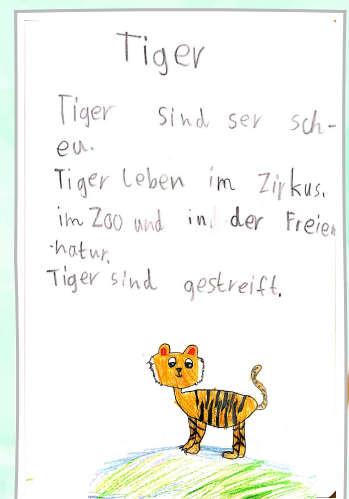 Tiger
Tiger sind ser sch-
eu.
Tiger leben im Zirkus.
im Zoo und in der Freien
natur.
Tiger sind gestreift.